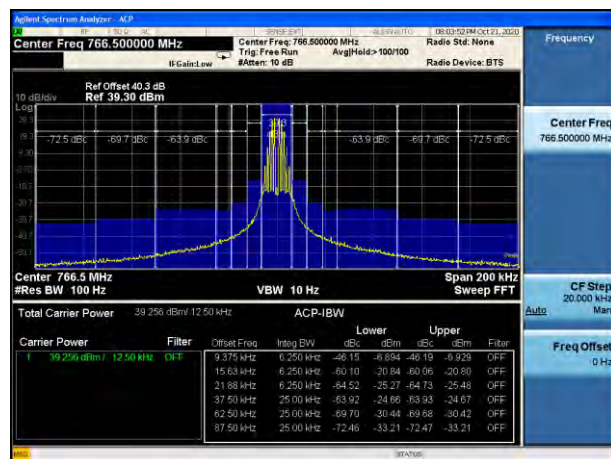 Agilent Spectrum Analyzer - ACP
RF 50 Ω AC SENSE:EXT ALIGN AUTO 08:03:52 PM Oct 21, 2020
Center Freq 766.500000 MHz Center Freq: 766.500000 MHz Radio Std: None
Trig: Free Run Avg|Hold:> 100/100
IFGain:Low #Atten: 10 dB Radio Device: BTS
Frequency
Ref Offset 40.3 dB
10 dB/div Ref 39.30 dBm
Log
-72.5 dBc -69.7 dBc -63.9 dBc -63.9 dBc -69.7 dBc -72.5 dBc
Center 766.5 MHz Span 200 kHz
#Res BW 100 Hz VBW 10 Hz Sweep FFT
Center Freq
766.500000 MHz
CF Step
20.000 kHz
Auto Man
Freq Offset
0 Hz
Total Carrier Power 39.256 dBm/ 12.50 kHz ACP-IBW
Lower Upper
Carrier Power Filter Offset Freq Integ BW dBc dBm dBc dBm Filter
1 39.256 dBm / 12.50 kHz OFF 9.375 kHz 6.250 kHz -46.15 -6.894 -46.19 -6.929 OFF
15.63 kHz 6.250 kHz -60.10 -20.84 -60.06 -20.80 OFF
21.88 kHz 6.250 kHz -64.52 -25.27 -64.73 -25.48 OFF
37.50 kHz 25.00 kHz -63.92 -24.66 -63.93 -24.67 OFF
62.50 kHz 25.00 kHz -69.70 -30.44 -69.68 -30.42 OFF
87.50 kHz 25.00 kHz -72.46 -33.21 -72.47 -33.21 OFF
MSG STATUS